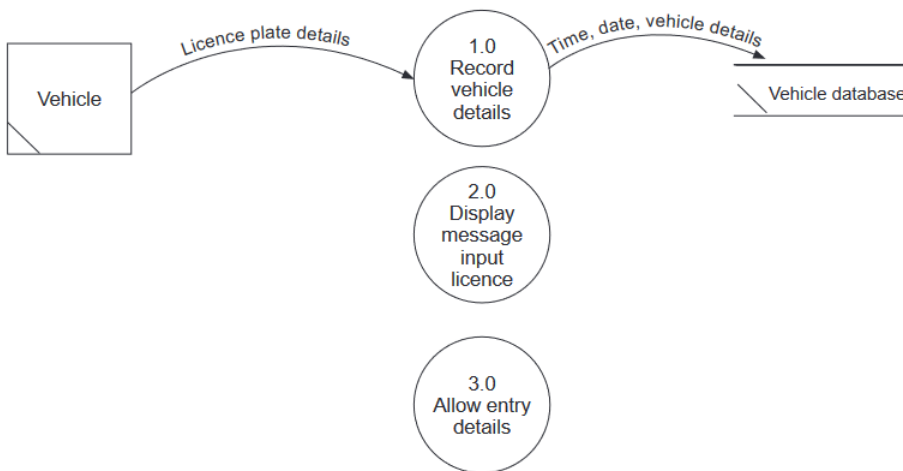 Licence plate details
Time, date, vehicle details
Vehicle
1.0
Record
vehicle
details
Vehicle database
2.0
Display
message
input
licence
3.0
Allow entry
details